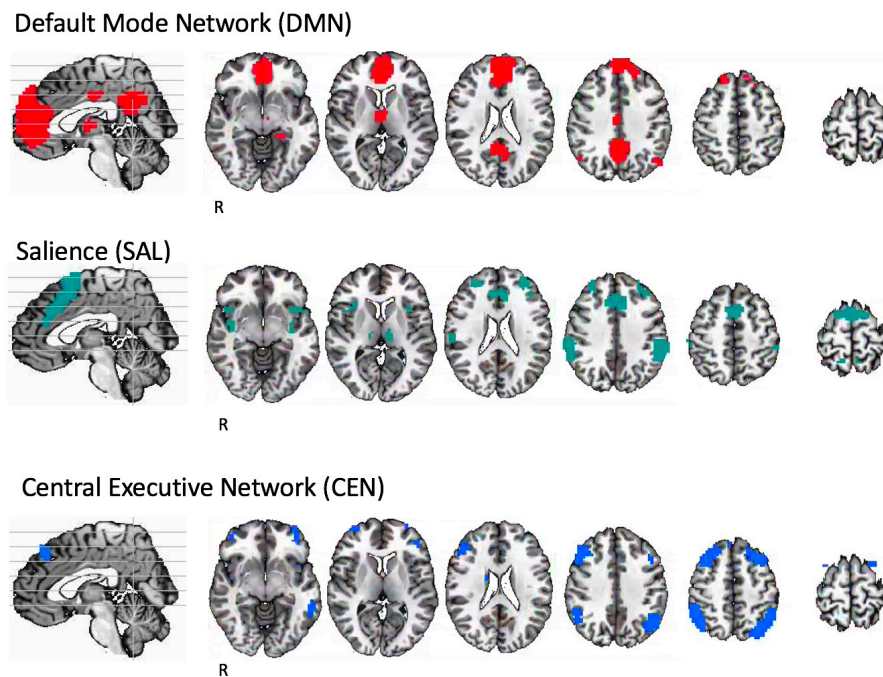 Default Mode Network (DMN)
R
Salience (SAL)
R
Central Executive Network (CEN)
R